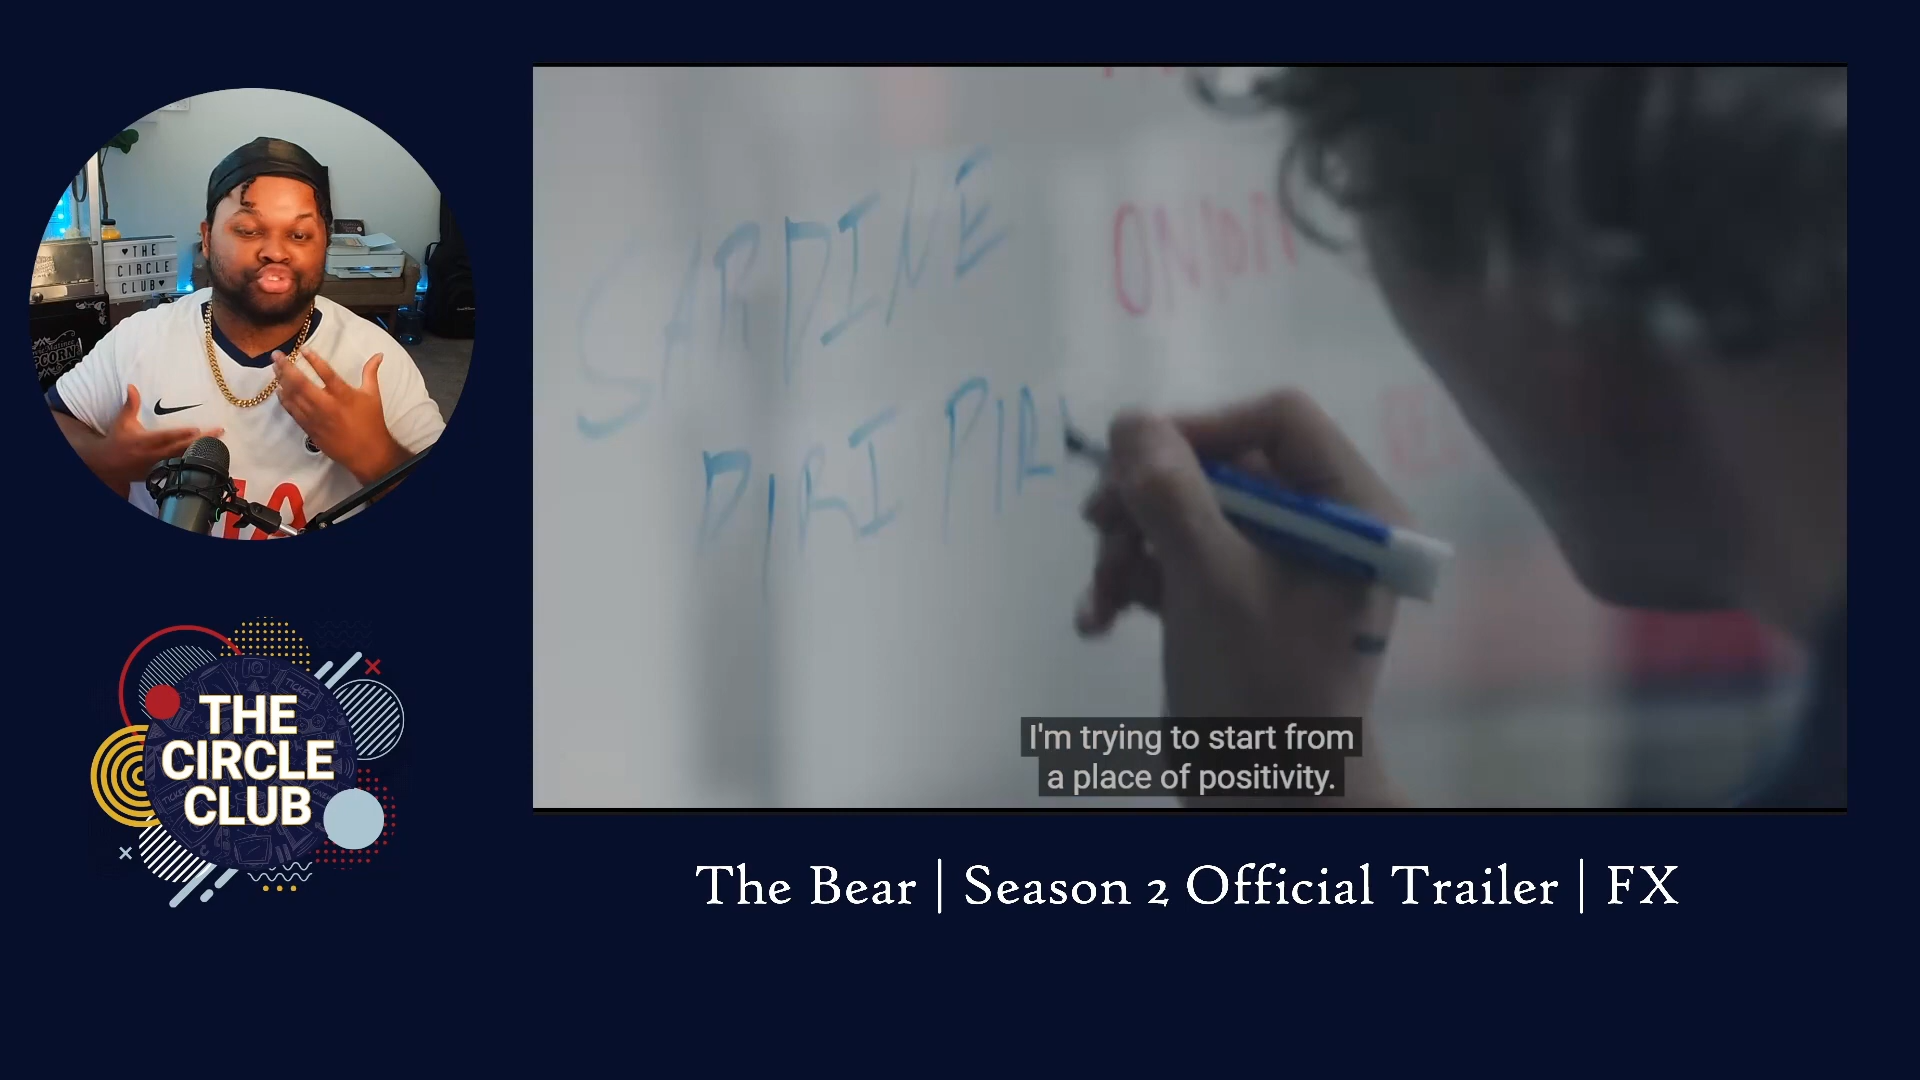 THE
CIRCLE
CLUB
SARDINE
ONION
PIRI PIRI
I'm trying to start from
a place of positivity.
THE
CIRCLE
CLUB
The Bear | Season 2 Official Trailer | FX